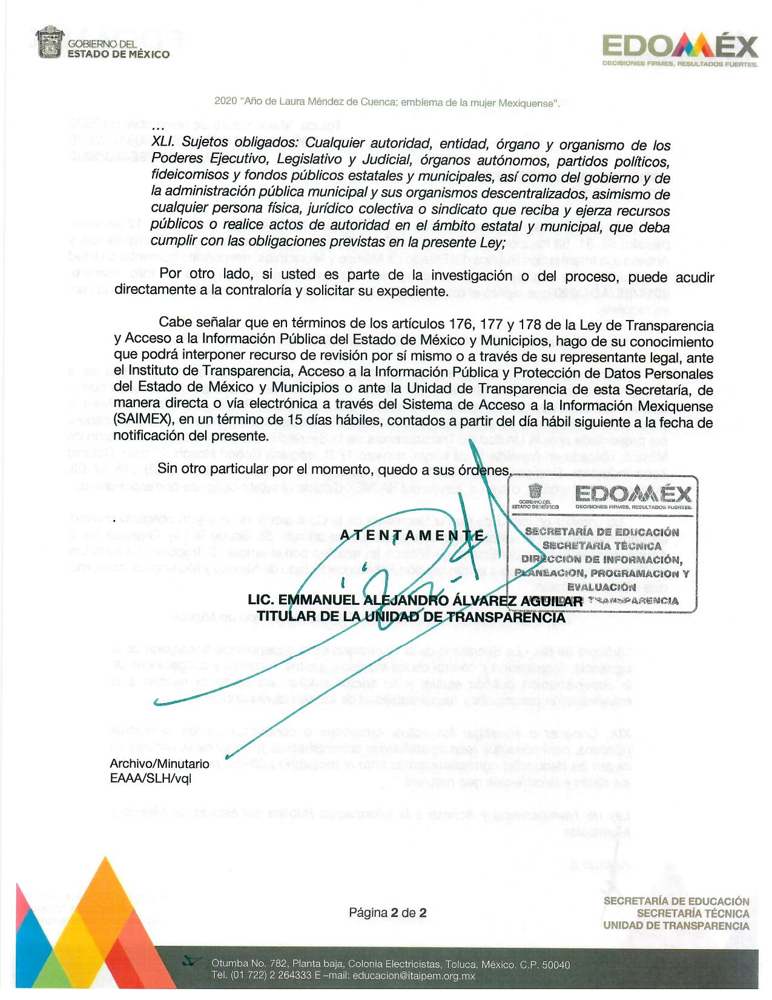 GOBIERNO DEL
ESTADO DE MÉXICO
EDOMÉX
DECISIONES FIRMES, RESULTADOS FUERTES.
2020 “Año de Laura Méndez de Cuenca; emblema de la mujer Mexiquense”.
...
XLI. Sujetos obligados: Cualquier autoridad, entidad, órgano y organismo de los
Poderes Ejecutivo, Legislativo y Judicial, órganos autónomos, partidos políticos,
fideicomisos y fondos públicos estatales y municipales, así como del gobierno y de
la administración pública municipal y sus organismos descentralizados, asimismo de
cualquier persona física, jurídico colectiva o sindicato que reciba y ejerza recursos
públicos o realice actos de autoridad en el ámbito estatal y municipal, que deba
cumplir con las obligaciones previstas en la presente Ley;
Por otro lado, si usted es parte de la investigación o del proceso, puede acudir
directamente a la contraloría y solicitar su expediente.
Cabe señalar que en términos de los artículos 176, 177 y 178 de la Ley de Transparencia
y Acceso a la Información Pública del Estado de México y Municipios, hago de su conocimiento
que podrá interponer recurso de revisión por sí mismo o a través de su representante legal, ante
el Instituto de Transparencia, Acceso a la Información Pública y Protección de Datos Personales
del Estado de México y Municipios o ante la Unidad de Transparencia de esta Secretaría, de
manera directa o vía electrónica a través del Sistema de Acceso a la Información Mexiquense
(SAIMEX), en un término de 15 días hábiles, contados a partir del día hábil siguiente a la fecha de
notificación del presente.
Sin otro particular por el momento, quedo a sus órdenes.
GOBIERNO DEL
ESTADO DE MÉXICO
EDOMÉX
DECISIONES FIRMES, RESULTADOS FUERTES.
SECRETARÍA DE EDUCACIÓN
SECRETARÍA TÉCNICA
DIRECCIÓN DE INFORMACIÓN,
PLANEACIÓN, PROGRAMACIÓN Y
EVALUACIÓN
UNIDAD DE TRANSPARENCIA
A T E N T A M E N T E
LIC. EMMANUEL ALEJANDRO ÁLVAREZ AGUILAR
TITULAR DE LA UNIDAD DE TRANSPARENCIA
Archivo/Minutario
EAAA/SLH/vql
Página 2 de 2
SECRETARÍA DE EDUCACIÓN
SECRETARÍA TÉCNICA
UNIDAD DE TRANSPARENCIA
Otumba No. 782, Planta baja, Colonia Electricistas, Toluca, México. C.P. 50040
Tel. (01 722) 2 264333 E –mail: educacion@itaipem.org.mx